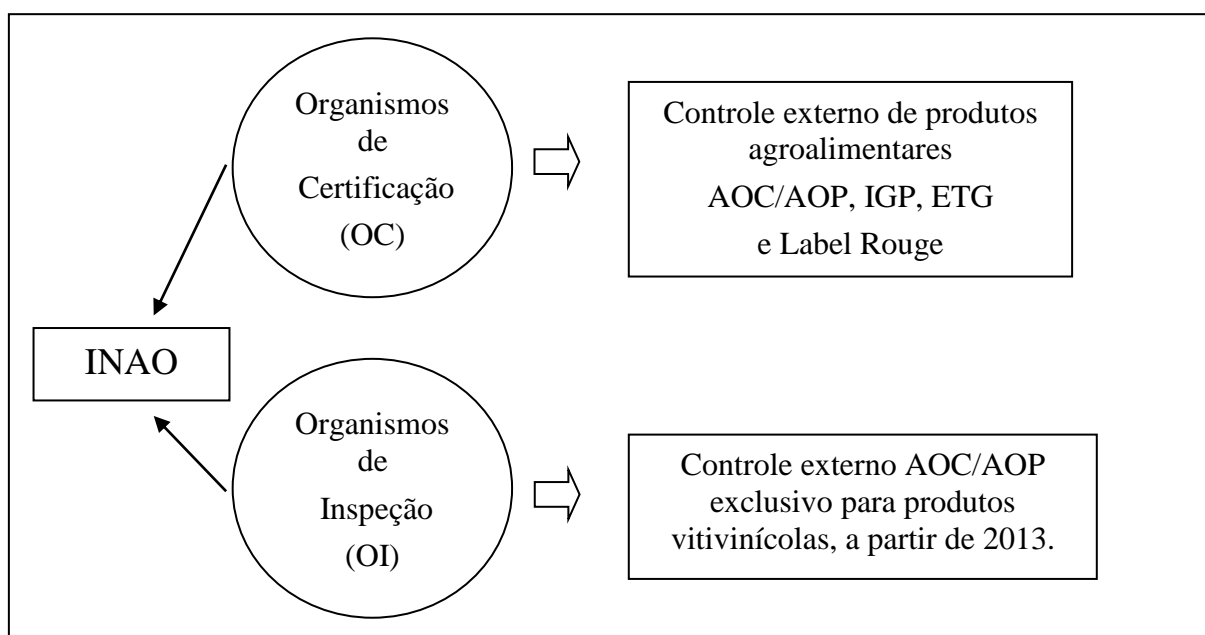 Organismos
de
Certificação
(OC)
Controle externo de produtos
agroalimentares
AOC/AOP, IGP, ETG
e Label Rouge
INAO
Organismos
de
Inspeção
(OI)
Controle externo AOC/AOP
exclusivo para produtos
vitivinícolas, a partir de 2013.